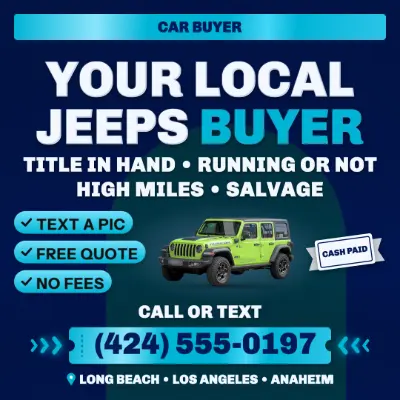 CAR BUYER
YOUR LOCAL
JEEPS BUYER
TITLE IN HAND • RUNNING OR NOT
HIGH MILES • SALVAGE
TEXT A PIC
FREE QUOTE
NO FEES
CASH PAID
CALL OR TEXT
(424) 555-0197
LONG BEACH • LOS ANGELES • ANAHEIM